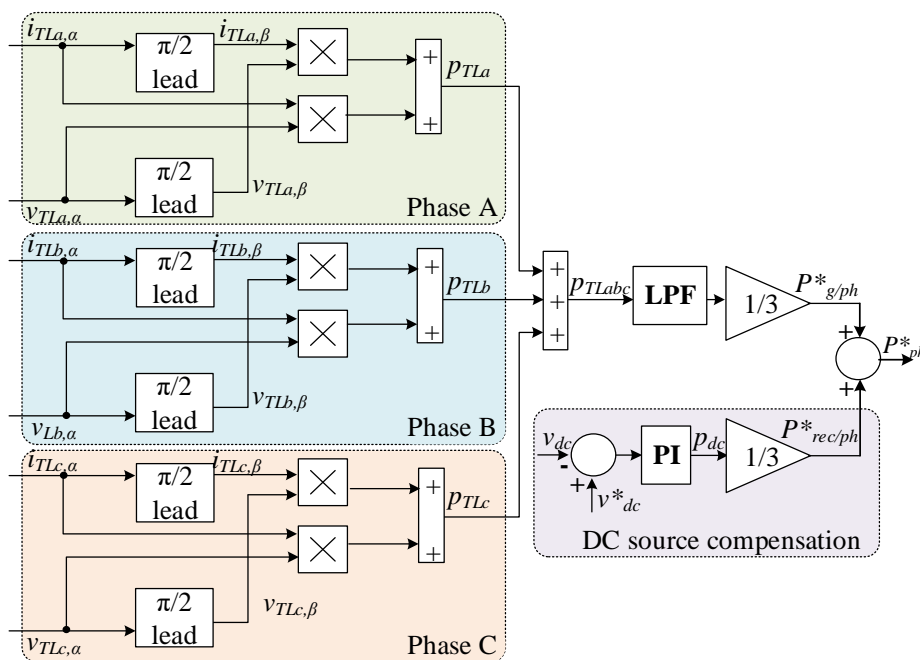 i_{TLa,α}
π/2
lead
i_{TLa,β}
×
+
+
p_{TLa}
×
π/2
lead
v_{TLa,β}
v_{TLa,α}
Phase A
i_{TLb,α}
π/2
lead
i_{TLb,β}
×
+
+
p_{TLb}
×
π/2
lead
v_{TLb,β}
v_{Lb,α}
Phase B
i_{TLc,α}
π/2
lead
i_{TLc,β}
×
+
+
p_{TLc}
×
π/2
lead
v_{TLc,β}
v_{TLc,α}
Phase C
+
+
+
p_{TLabc}
LPF
1/3
P*_{g/ph}
+
+
P*_{ph}
v_{dc}
-
+
v*_{dc}
PI
p_{dc}
1/3
P*_{rec/ph}
DC source compensation